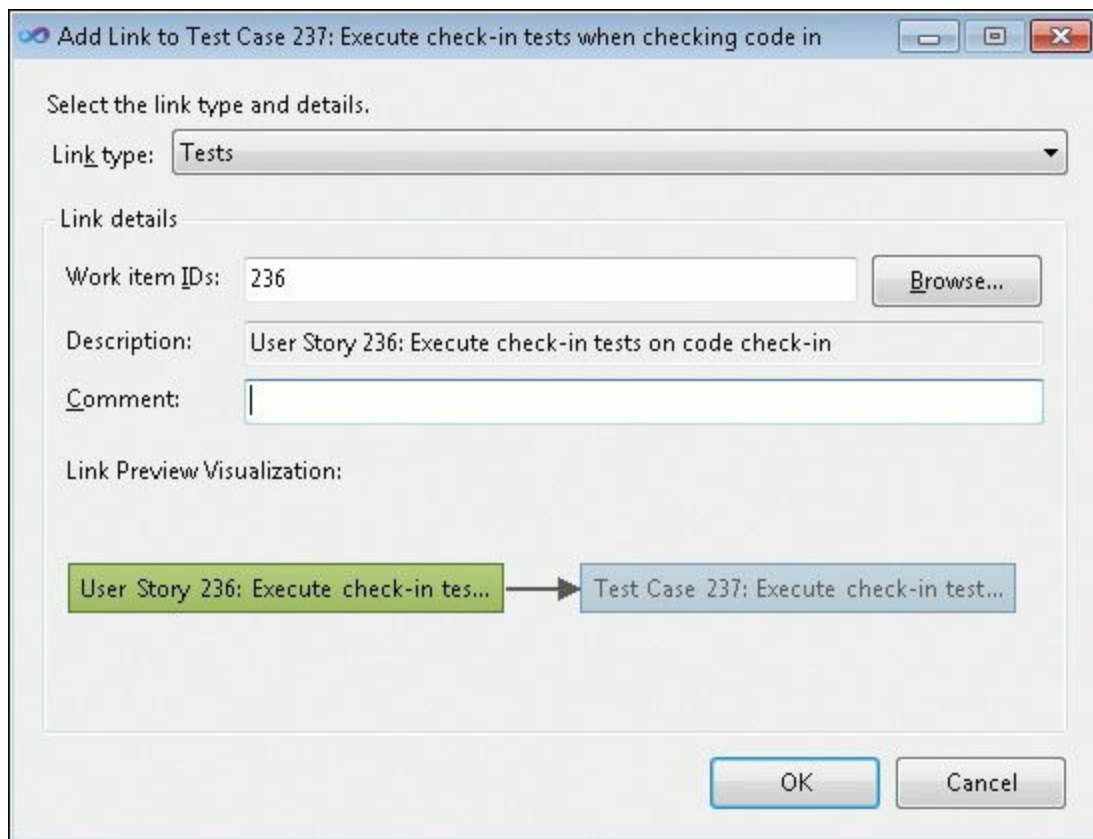 Add Link to Test Case 237: Execute check-in tests when checking code in
Select the link type and details.
Link type: Tests
Link details
Work item IDs: 236 Browse...
Description: User Story 236: Execute check-in tests on code check-in
Comment:
Link Preview Visualization:
User Story 236: Execute check-in tes... Test Case 237: Execute check-in test...
OK Cancel